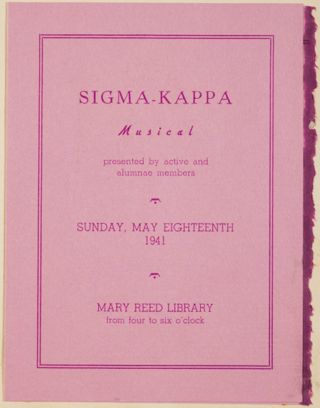 SIGMA-KAPPA
Musical
presented by active and
alumnae members
SUNDAY, MAY EIGHTEENTH
1941
MARY REED LIBRARY
from four to six o'clock